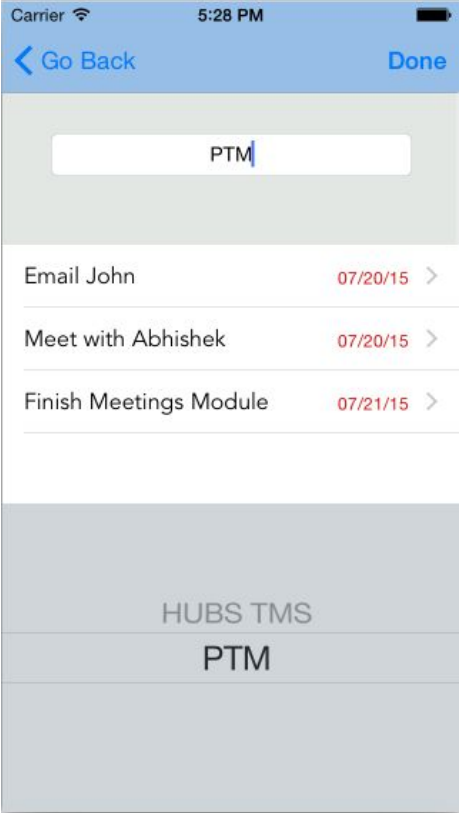 Carrier 5:28 PM
Go Back Done
PTM
Email John 07/20/15
Meet with Abhishek 07/20/15
Finish Meetings Module 07/21/15
HUBS TMS
PTM